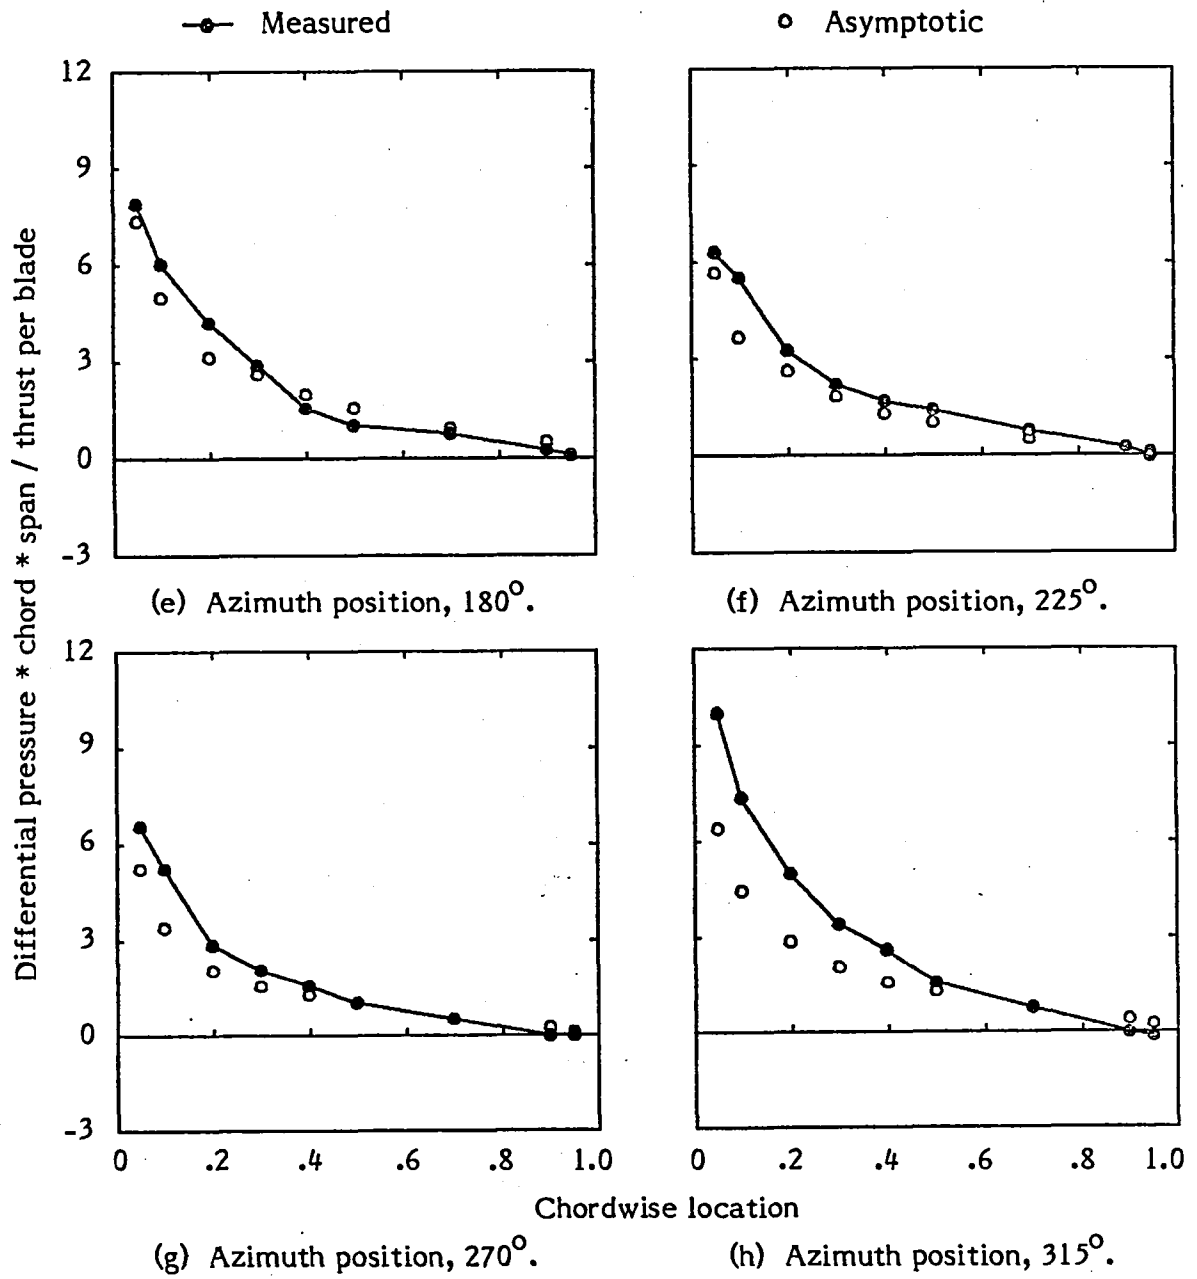 Measured
Asymptotic
Differential pressure * chord * span / thrust per blade
12
9
6
3
0
-3
(e) Azimuth position, 180°.
(f) Azimuth position, 225°.
12
9
6
3
0
-3
0 .2 .4 .6 .8 1.0
0 .2 .4 .6 .8 1.0
Chordwise location
(g) Azimuth position, 270°.
(h) Azimuth position, 315°.